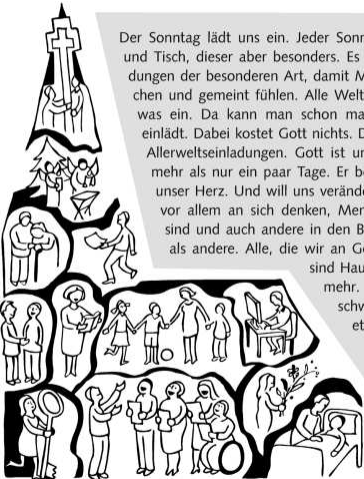 Der Sonntag lädt uns ein. Jeder Sonn
und Tisch, dieser aber besonders. Es
dungen der besonderen Art, damit M
chen und gemeint fühlen. Alle Welt
was ein. Da kann man schon ma
einlädt. Dabei kostet Gott nichts. D
Allerweltseinladungen. Gott ist un
mehr als nur ein paar Tage. Er be
unser Herz. Und will uns veränd
vor allem an sich denken, Men
sind und auch andere in den B
als andere. Alle, die wir an Go
sind Hau
mehr.
schw
et